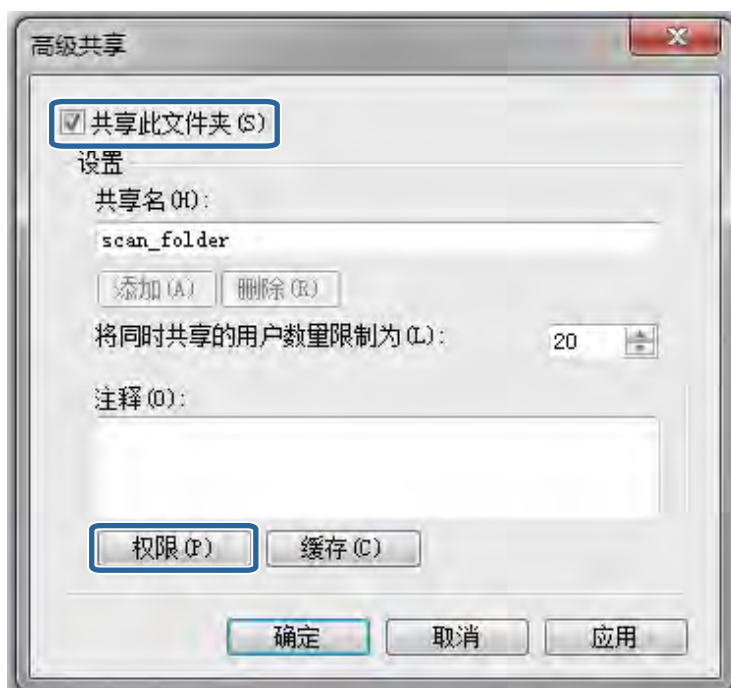 高级共享
共享此文件夹(S)
设置
共享名(H):
scan_folder
添加(A) 删除(R)
将同时共享的用户数量限制为(L): 20
注释(O):
权限(P) 缓存(C)
确定 取消 应用